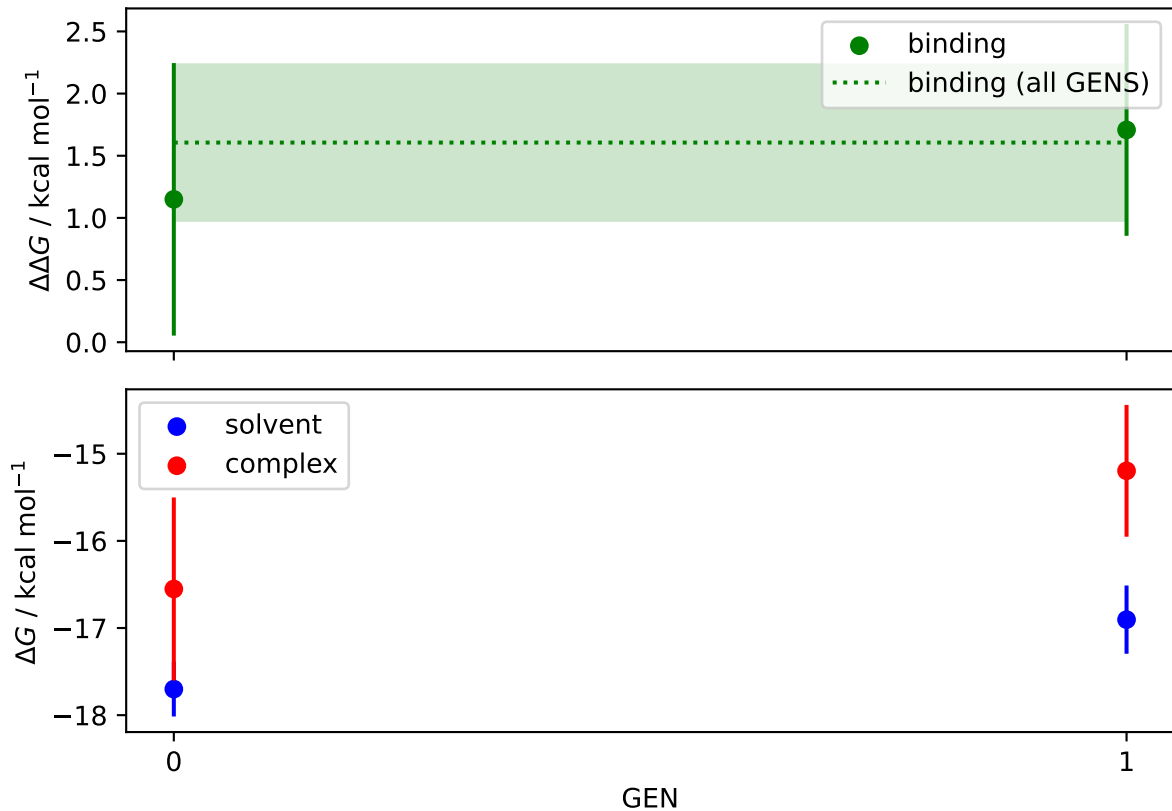 2.5
2.0
1.5
1.0
0.5
0.0
ΔΔG / kcal mol⁻¹
binding
binding (all GENS)
−15
−16
−17
−18
ΔG / kcal mol⁻¹
solvent
complex
0 1
GEN